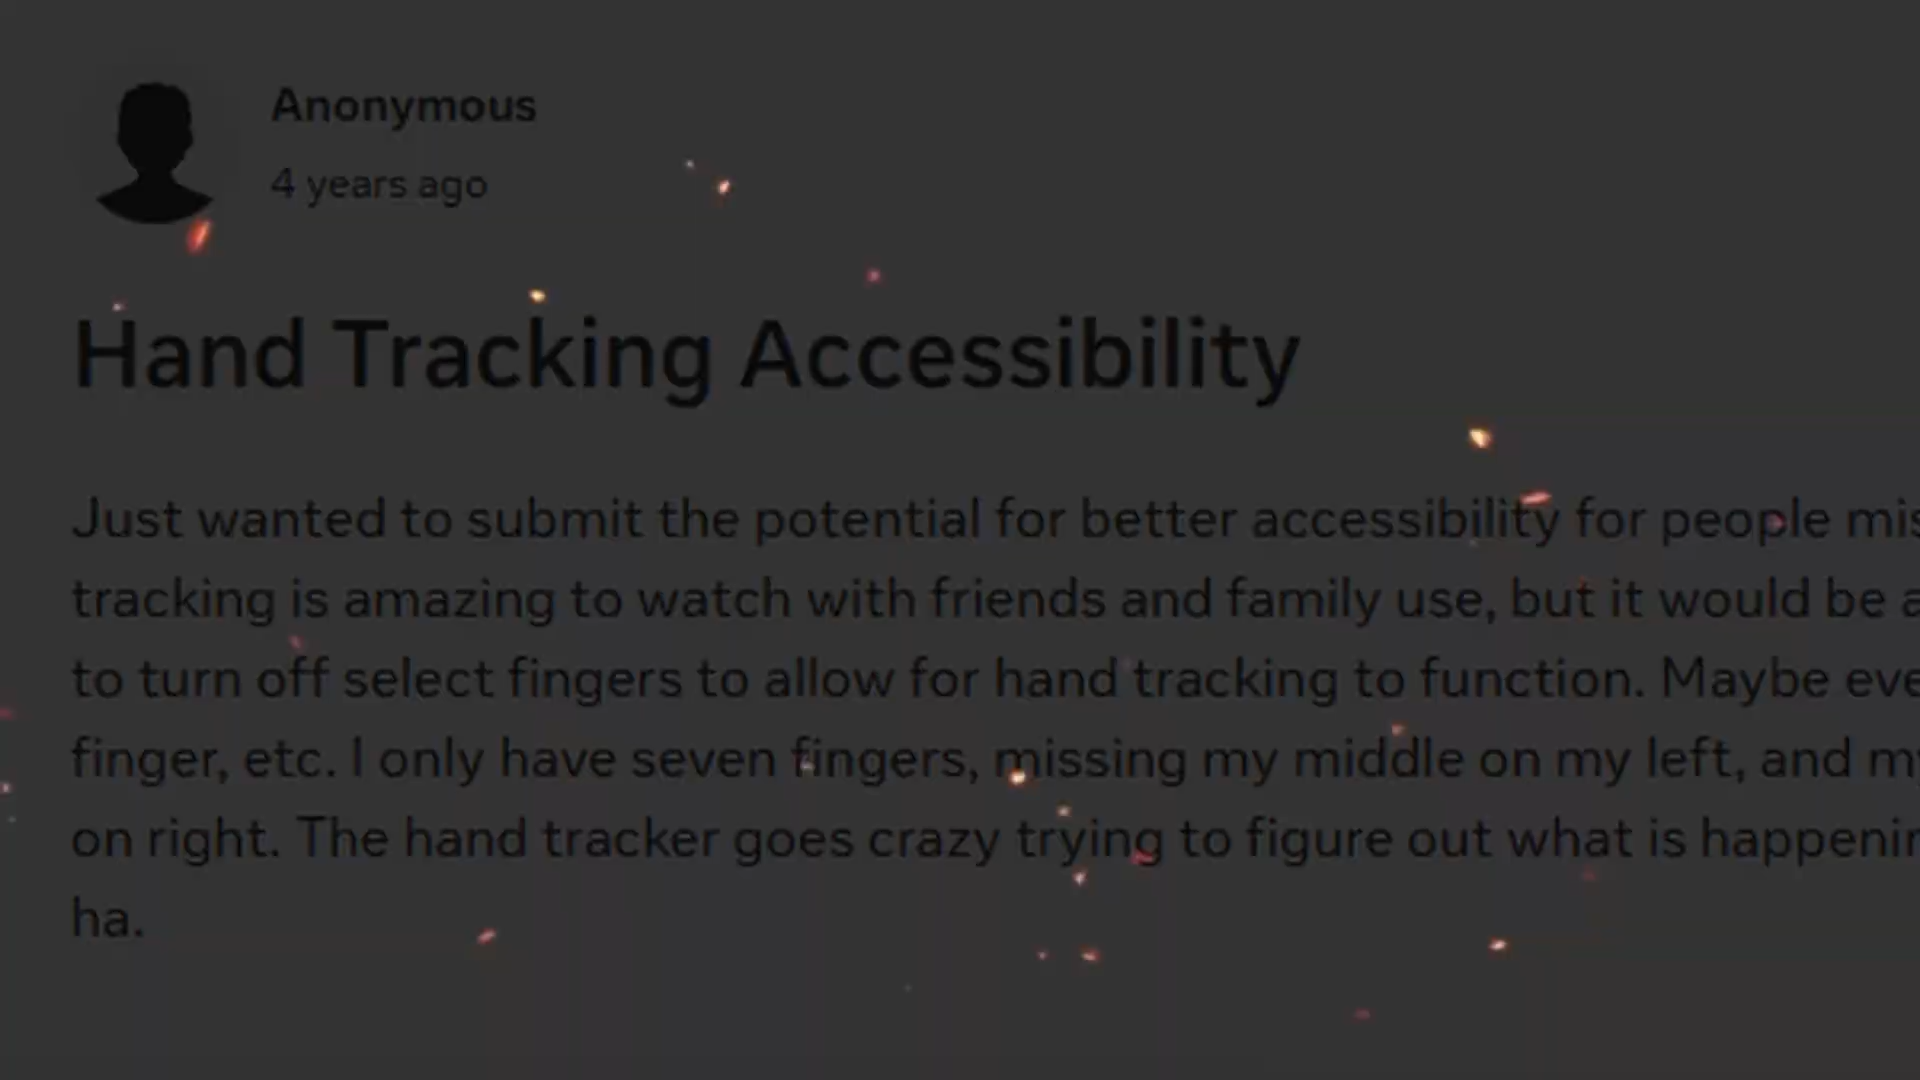 Anonymous
4 years ago
Hand Tracking Accessibility
Just wanted to submit the potential for better accessibility for people
tracking is amazing to watch with friends and family use, but it would be
to turn off select fingers to allow for hand tracking to function. Maybe
finger, etc. I only have seven fingers, missing my middle on my left, and
on right. The hand tracker goes crazy trying to figure out what is
ha.